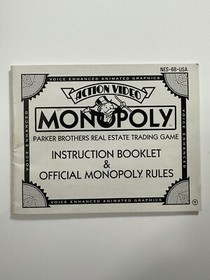 NES-6B-USA
VOICE ENHANCED ANIMATED GRAPHICS
ACTION VIDEO
MONOPOLY
PARKER BROTHERS REAL ESTATE TRADING GAME
INSTRUCTION BOOKLET
&
OFFICIAL MONOPOLY RULES
VOICE ENHANCED
VOICE ENHANCED
VOICE ENHANCED ANIMATED GRAPHICS